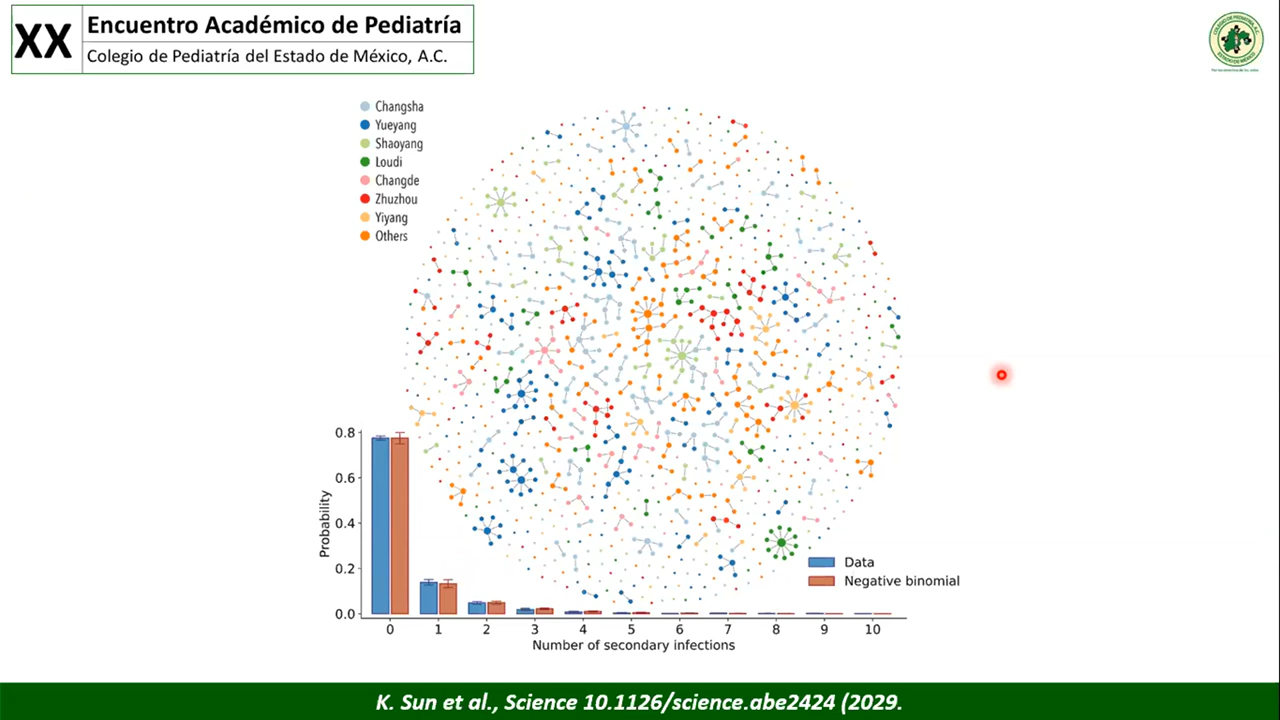 XX
Encuentro Académico de Pediatría
Colegio de Pediatría del Estado de México, A.C.
Changsha
Yueyang
Shaoyang
Loudi
Changde
Zhuzhou
Yiyang
Others
0.8
0.6
0.4
0.2
0.0
Probability
Data
Negative binomial
0 1 2 3 4 5 6 7 8 9 10
Number of secondary infections
K. Sun et al., Science 10.1126/science.abe2424 (2029.